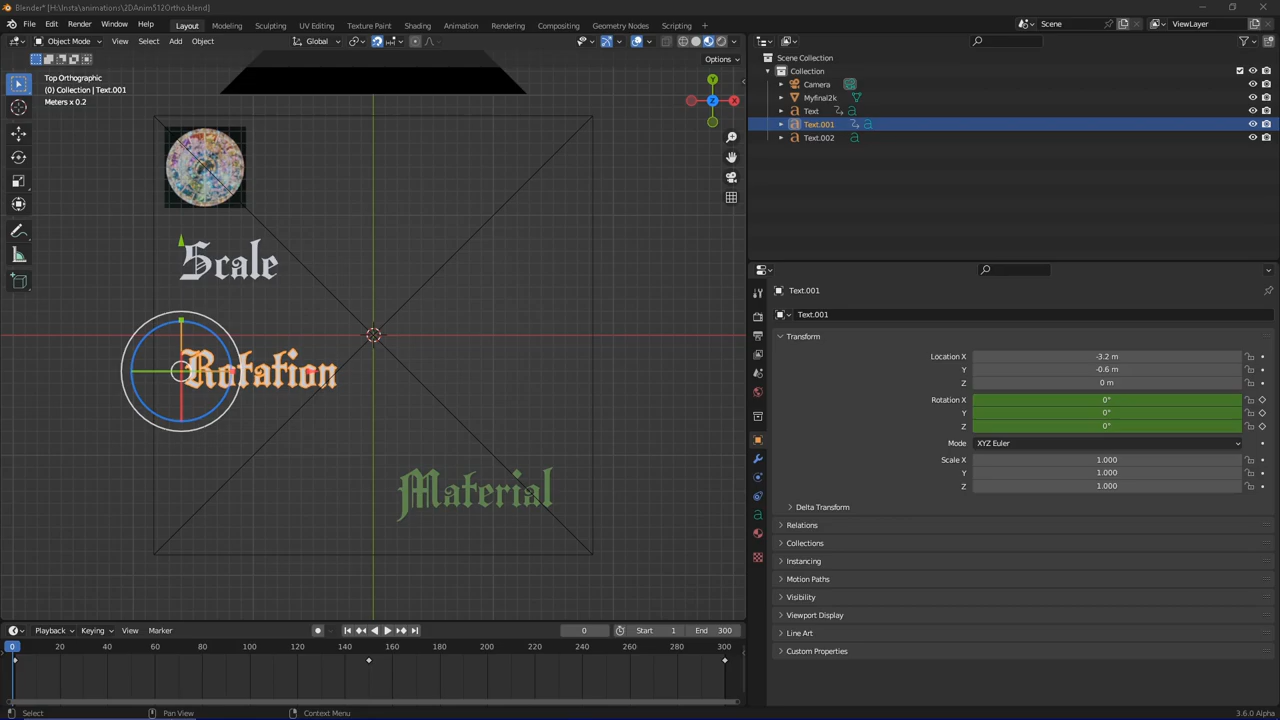 Blender* [H:\Insta\animations\2DAnim512Ortho.blend]
File Edit Render Window Help Layout Modeling Sculpting UV Editing Texture Paint Shading Animation Rendering Compositing Geometry Nodes Scripting + Scene ViewLayer
Object Mode View Select Add Object Global
Options
Top Orthographic
(0) Collection | Text.001
Meters x 0.2
Y
Z
X
Scale
Rotation
Material
Scene Collection
Collection
Camera
Myfinal2k
Text
Text.001
Text.002
Text.001
Text.001
Transform
Location X -3.2 m
Y -0.6 m
Z 0 m
Rotation X 0°
Y 0°
Z 0°
Mode XYZ Euler
Scale X 1.000
Y 1.000
Z 1.000
Delta Transform
Relations
Collections
Instancing
Motion Paths
Visibility
Viewport Display
Line Art
Custom Properties
Playback Keying View Marker 0 Start 1 End 300
0 20 40 60 80 100 120 140 160 180 200 220 240 260 280 300
Select Pan View Context Menu 3.6.0 Alpha